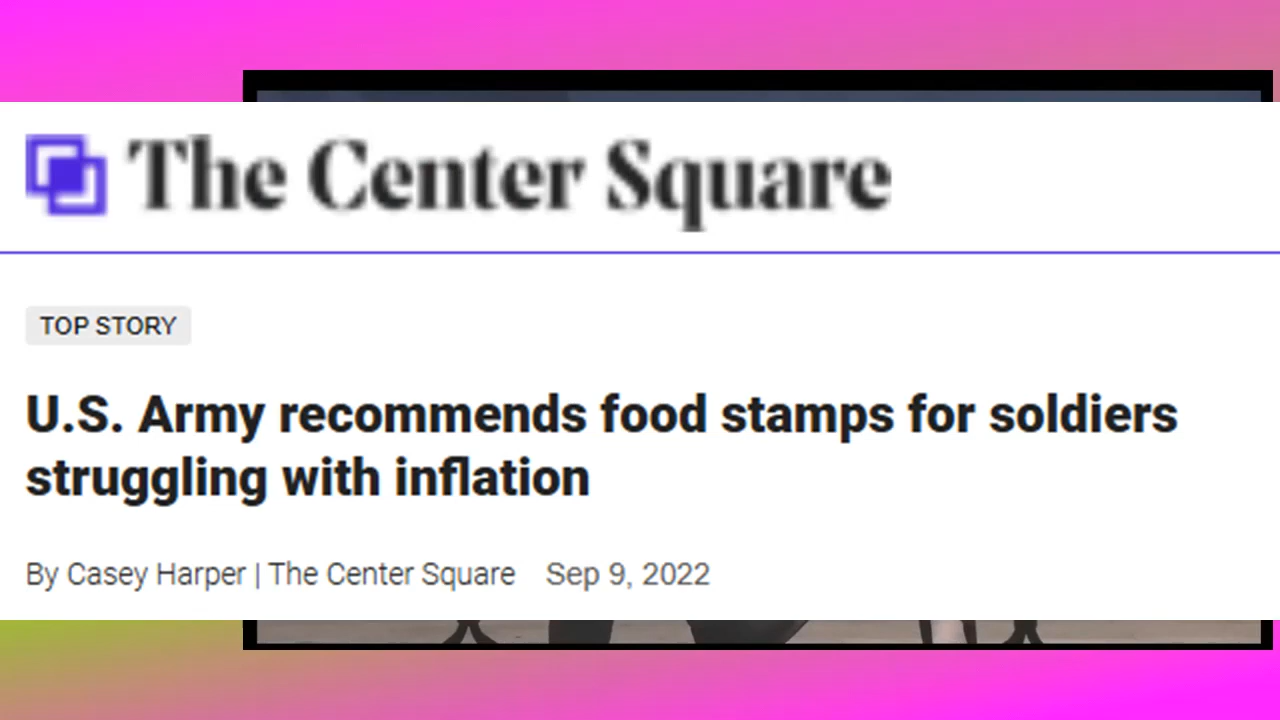 The Center Square
TOP STORY
U.S. Army recommends food stamps for soldiers
struggling with inflation
By Casey Harper | The Center Square Sep 9, 2022